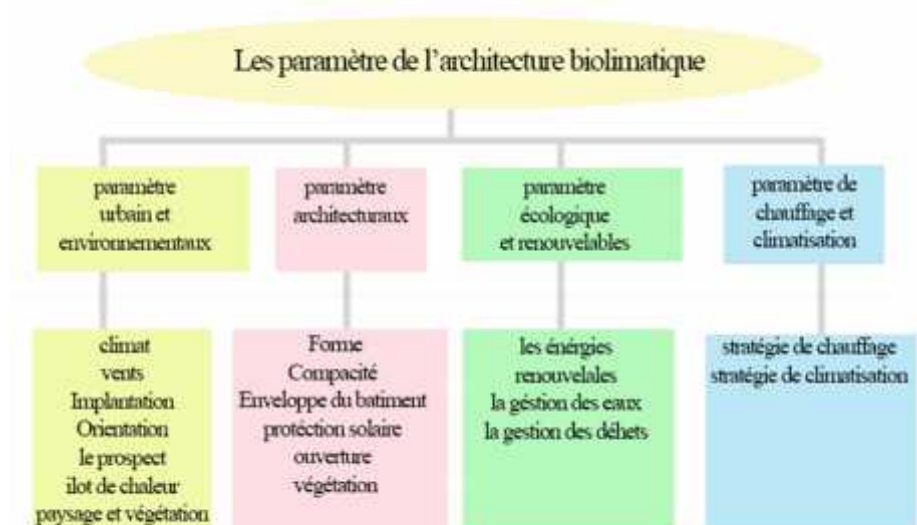 Les paramètre de l'architecture biolimatique
paramètre
urbain et
environnementaux
paramètre
architecturaux
paramètre
écologique
et renouvelables
paramètre de
chauffage et
climatisation
climat
vents
Implantation
Orientation
le prospect
ilot de chaleur
paysage et végétation
Forme
Compacité
Enveloppe du batiment
protéction solaire
ouverture
végétation
les énérgies
renouvelales
la géstion des eaux
la gestion des déhets
stratégie de chauffage
stratégie de climatisation